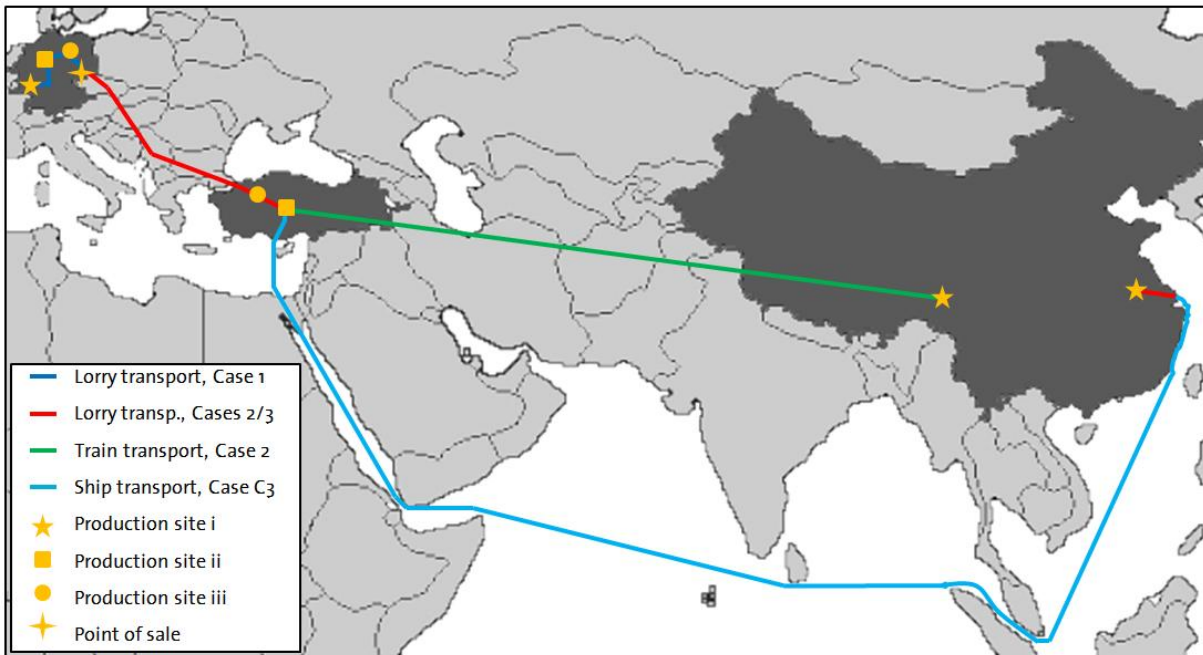 Lorry transport, Case 1
Lorry transp., Cases 2/3
Train transport, Case 2
Ship transport, Case C3
Production site i
Production site ii
Production site iii
Point of sale